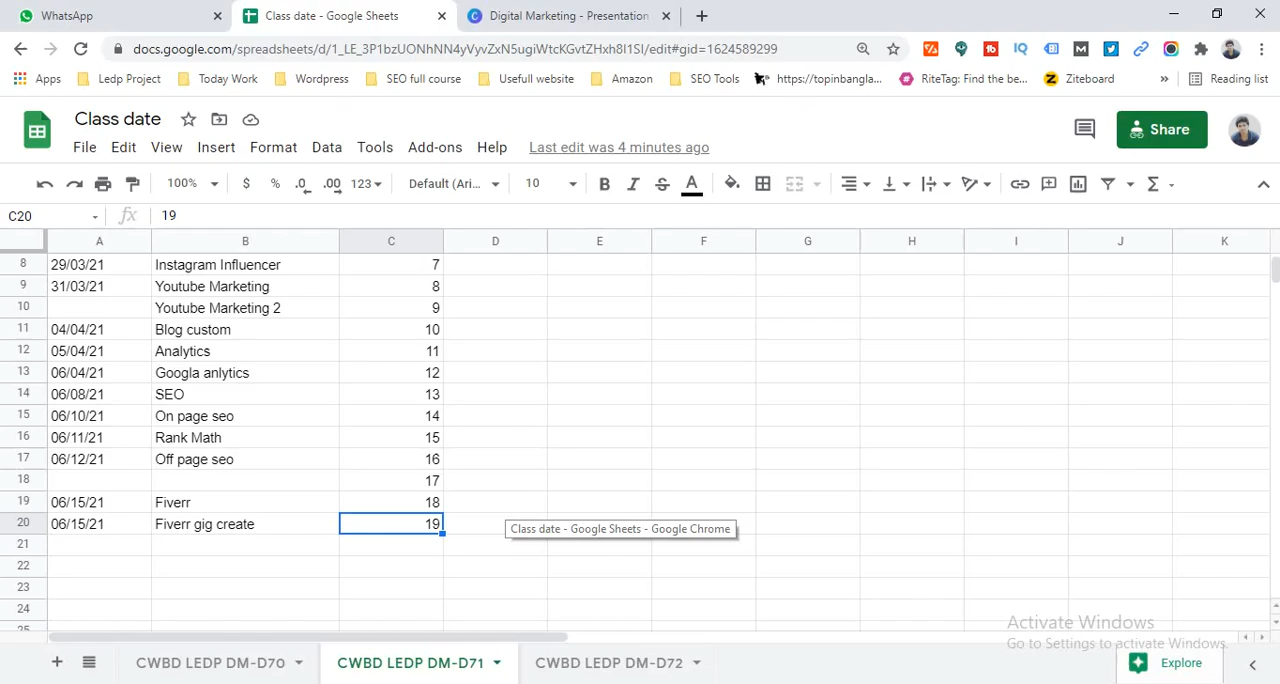 WhatsApp
Class date - Google Sheets
Digital Marketing - Presentation
docs.google.com/spreadsheets/d/1_LE_3P1bzUONhNN4yVyvZxN5ugiWtcKGvtZHxh8I1SI/edit#gid=1624589299
Apps Ledp Project Today Work Wordpress SEO full course Usefull website Amazon SEO Tools https://topinbangla... RiteTag: Find the be... Ziteboard » Reading list
Class date
Share
File Edit View Insert Format Data Tools Add-ons Help Last edit was 4 minutes ago
100% $ % .0 .00 123 Default (Ari... 10 B I S A Σ
C20 fx 19
A B C D E F G H I J K
8 29/03/21 Instagram Influencer 7
9 31/03/21 Youtube Marketing 8
10 Youtube Marketing 2 9
11 04/04/21 Blog custom 10
12 05/04/21 Analytics 11
13 06/04/21 Googla anlytics 12
14 06/08/21 SEO 13
15 06/10/21 On page seo 14
16 06/11/21 Rank Math 15
17 06/12/21 Off page seo 16
18 17
19 06/15/21 Fiverr 18
20 06/15/21 Fiverr gig create 19
Class date - Google Sheets - Google Chrome
21
22
23
24
25
Activate Windows
Go to Settings to activate Windows.
CWBD LEDP DM-D70 CWBD LEDP DM-D71 CWBD LEDP DM-D72 Explore